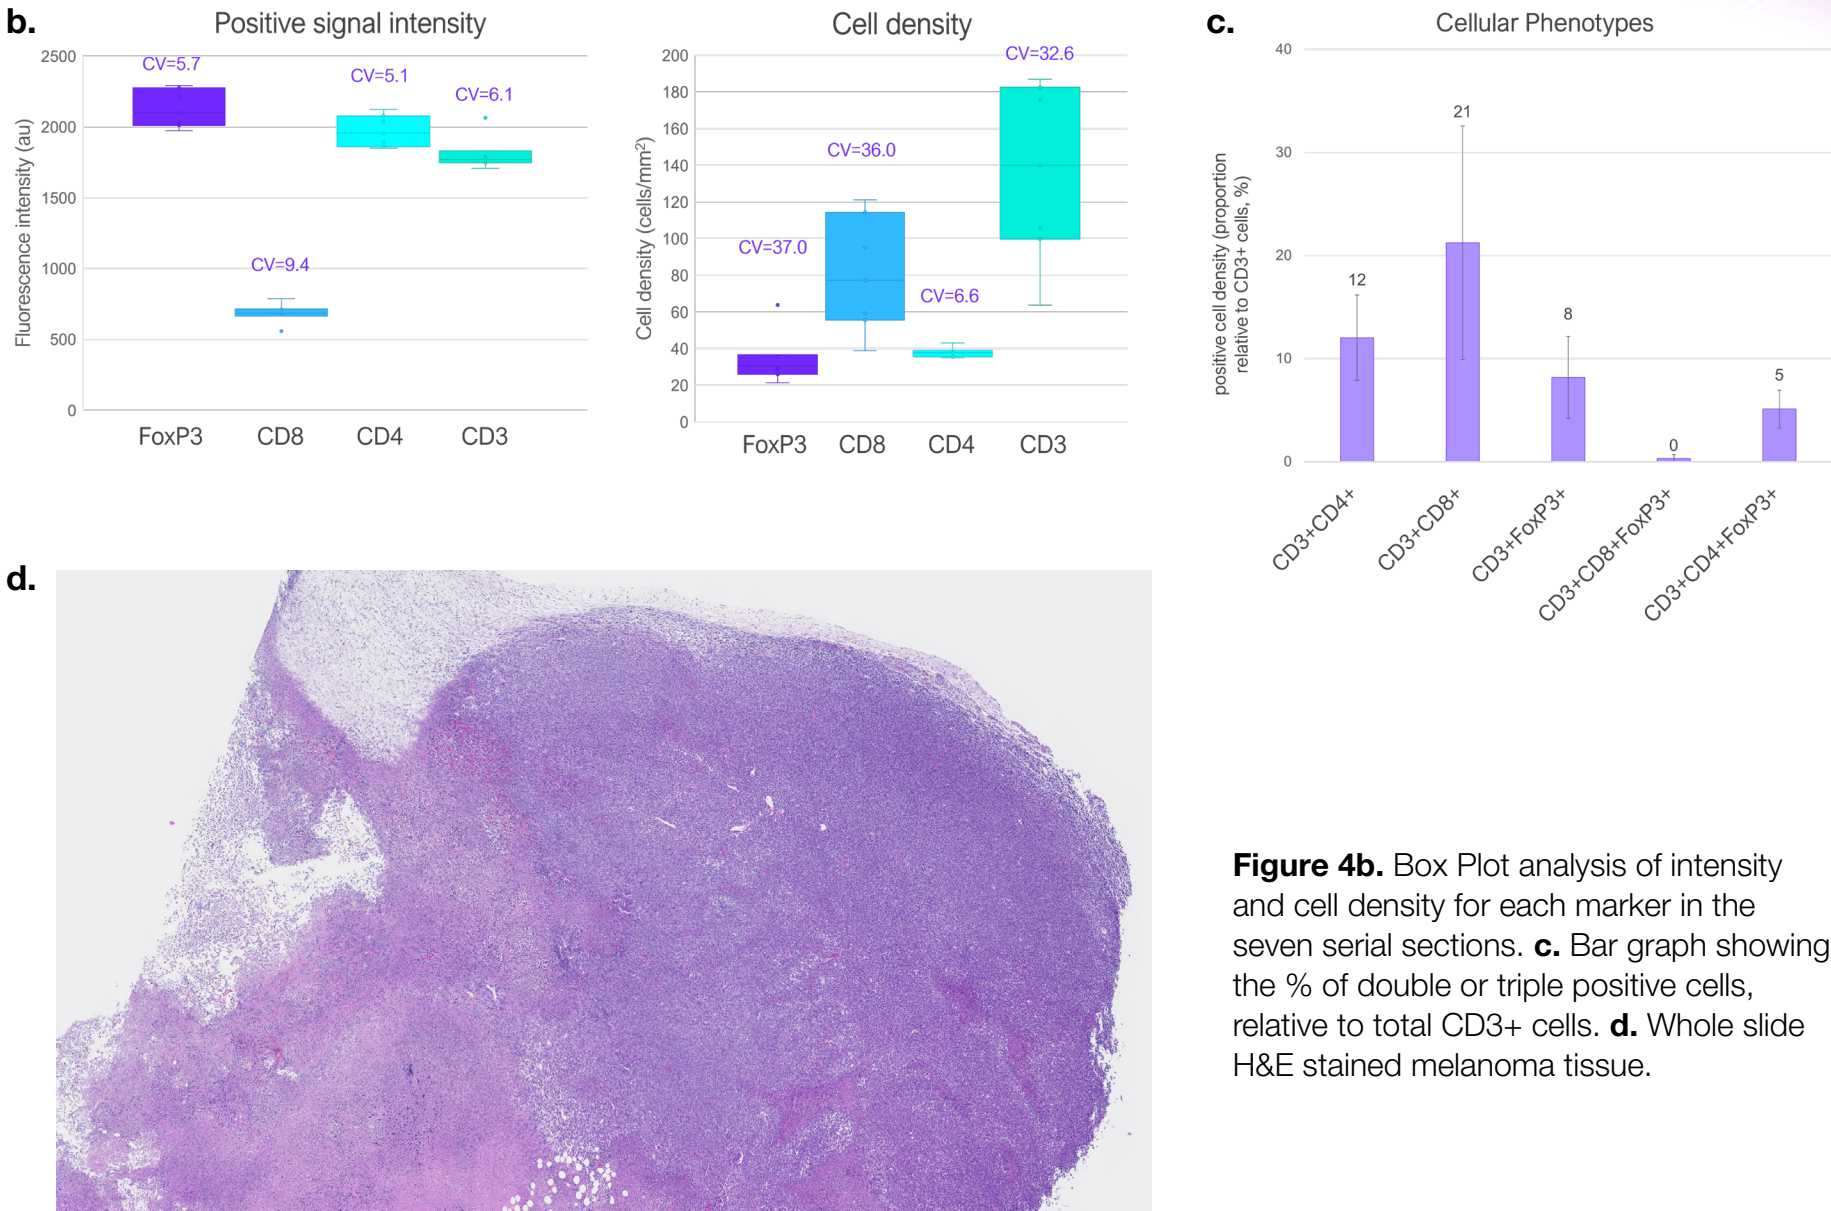 b.
Positive signal intensity
Fluorescence intensity (au)
2500
2000
1500
1000
500
0
CV=5.7
CV=9.4
CV=5.1
CV=6.1
FoxP3
CD8
CD4
CD3
Cell density
Cell density (cells/mm²)
200
180
160
140
120
100
80
60
40
20
0
CV=37.0
CV=36.0
CV=6.6
CV=32.6
FoxP3
CD8
CD4
CD3
c.
Cellular Phenotypes
positive cell density (proportion
relative to CD3+ cells, %)
40
30
20
10
0
12
21
8
0
5
CD3+CD4+
CD3+CD8+
CD3+FoxP3+
CD3+CD8+FoxP3+
CD3+CD4+FoxP3+
d.
Figure 4b. Box Plot analysis of intensity
and cell density for each marker in the
seven serial sections. c. Bar graph showing
the % of double or triple positive cells,
relative to total CD3+ cells. d. Whole slide
H&E stained melanoma tissue.